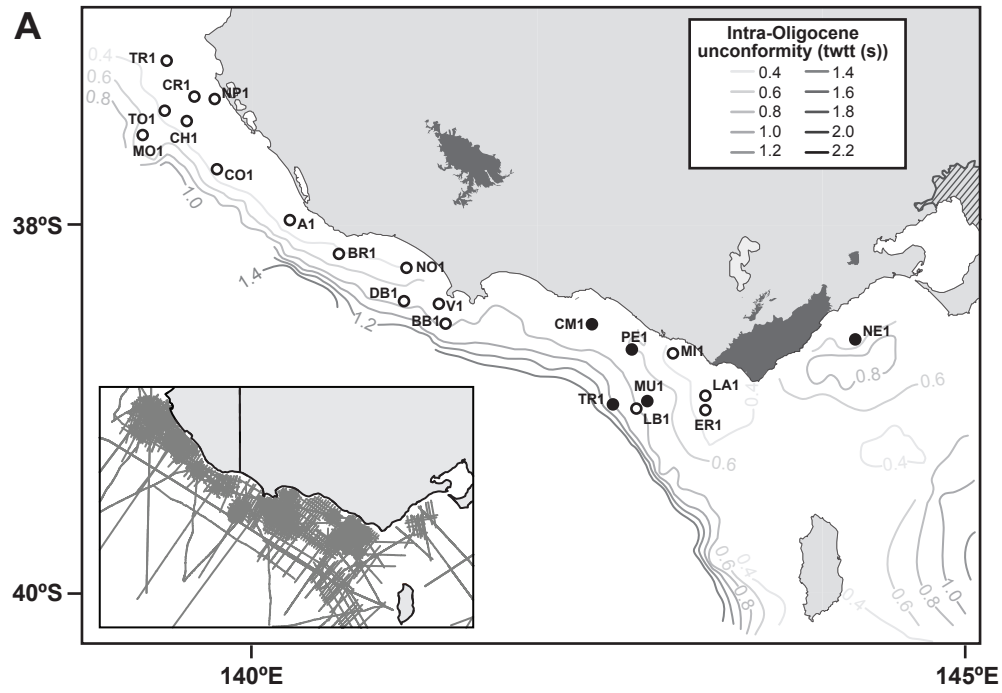 A
Intra-Oligocene
unconformity (twtt (s))
0.4 1.4
0.6 1.6
0.8 1.8
1.0 2.0
1.2 2.2
TR1
0.4
0.6
CR1
NP1
0.8
TO1
CH1
MO1
CO1
1.0
38ºS
A1
BR1
NO1
1.4
DB1
V1
BB1
1.2
CM1
PE1
NE1
MI1
0.8
0.6
MU1
LA1
0.4
TR1
LB1
ER1
0.6
0.4
0.6
0.4
0.8
40ºS
0.4
0.6
0.8
1.0
140ºE 145ºE